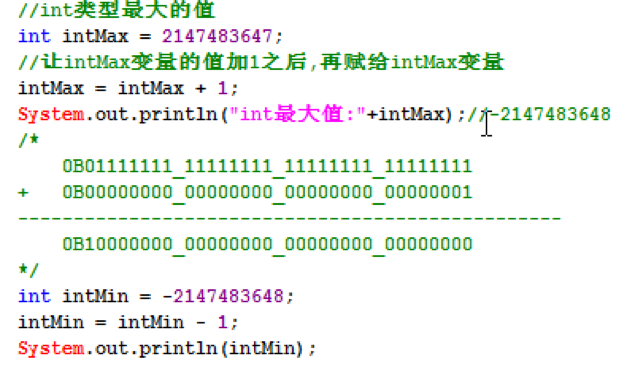 //int类型最大的值
int intMax = 2147483647;
//让intMax变量的值加1之后,再赋给intMax变量
intMax = intMax + 1;
System.out.println("int最大值:"+intMax);//-2147483648
/*
    0B01111111_11111111_11111111_11111111
+   0B00000000_00000000_00000000_00000001
-------------------------------------------------
    0B10000000_00000000_00000000_00000000
*/
int intMin = -2147483648;
intMin = intMin - 1;
System.out.println(intMin);